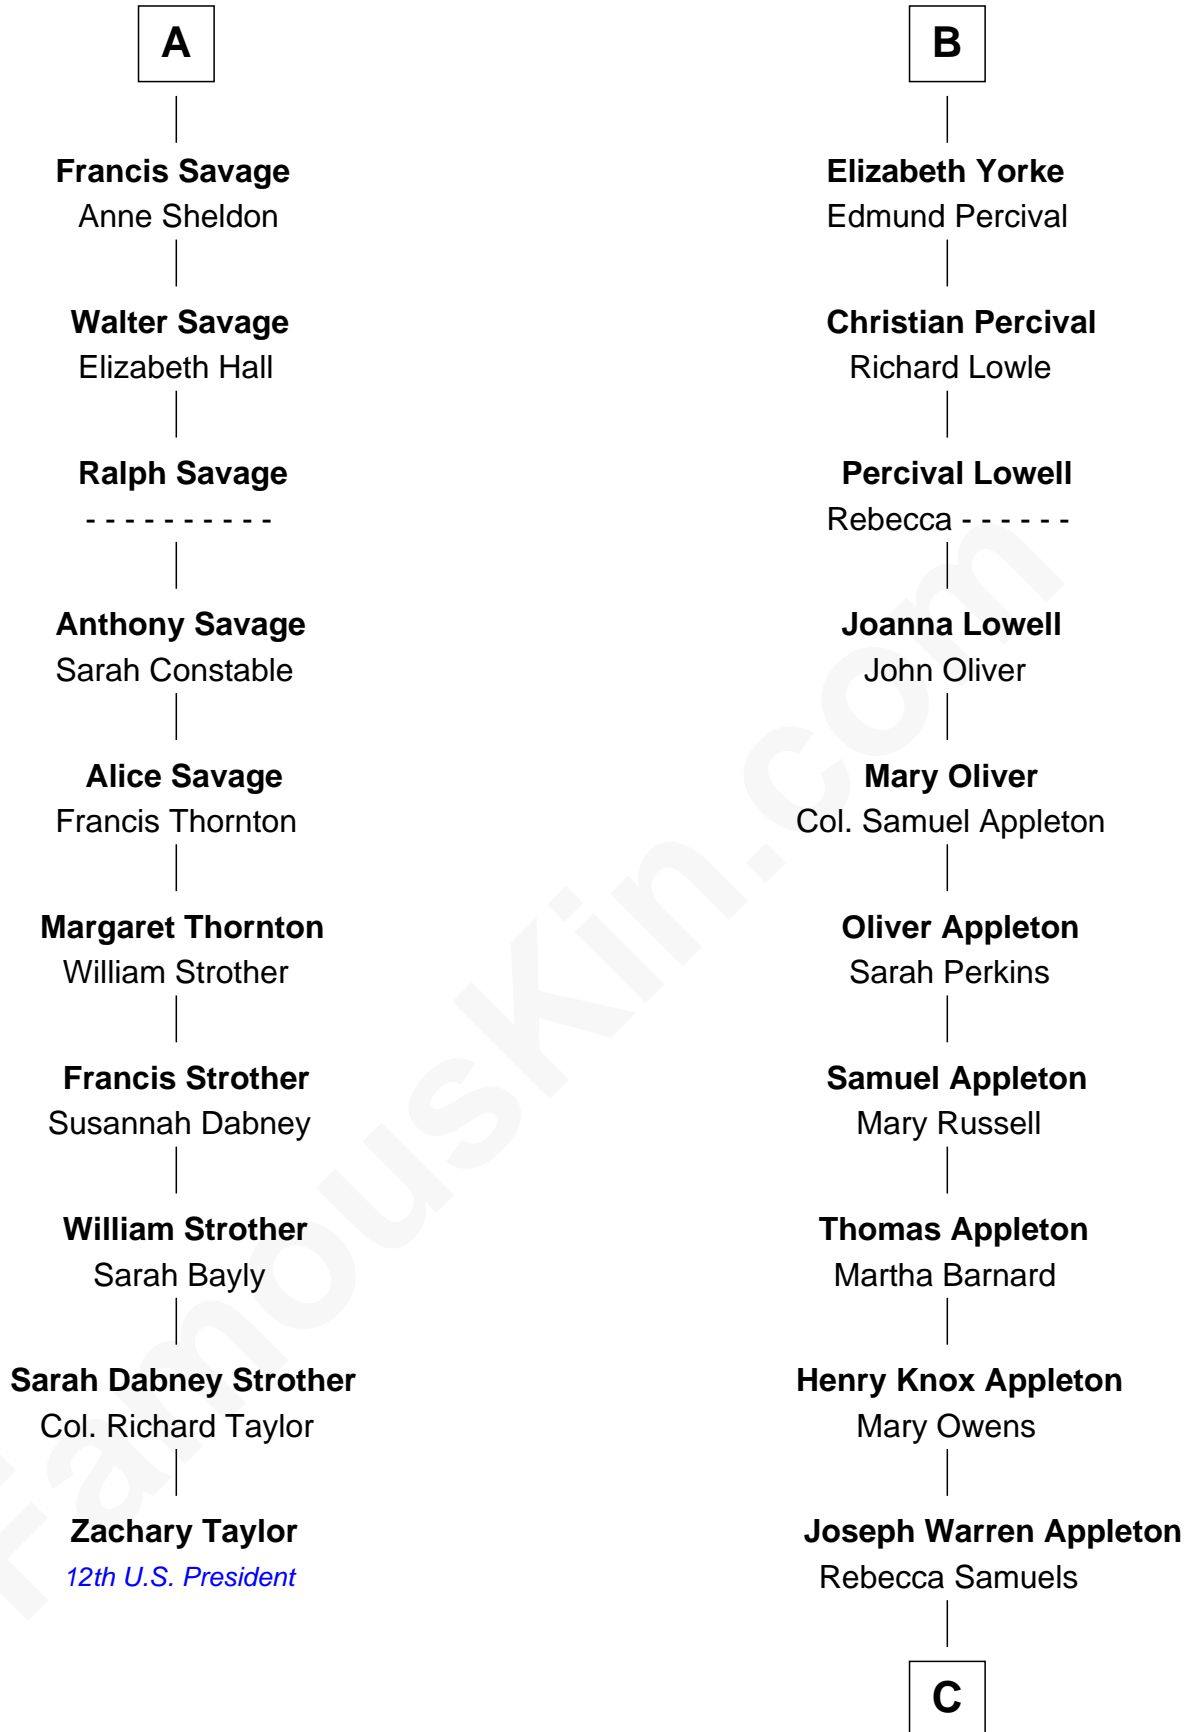 A
Francis Savage
Anne Sheldon
Walter Savage
Elizabeth Hall
Ralph Savage
- - - - - - - - - -
Anthony Savage
Sarah Constable
Alice Savage
Francis Thornton
Margaret Thornton
William Strother
Francis Strother
Susannah Dabney
William Strother
Sarah Bayly
Sarah Dabney Strother
Col. Richard Taylor
Zachary Taylor
12th U.S. President
B
Elizabeth Yorke
Edmund Percival
Christian Percival
Richard Lowle
Percival Lowell
Rebecca - - - - - -
Joanna Lowell
John Oliver
Mary Oliver
Col. Samuel Appleton
Oliver Appleton
Sarah Perkins
Samuel Appleton
Mary Russell
Thomas Appleton
Martha Barnard
Henry Knox Appleton
Mary Owens
Joseph Warren Appleton
Rebecca Samuels
C
FamousKin.com